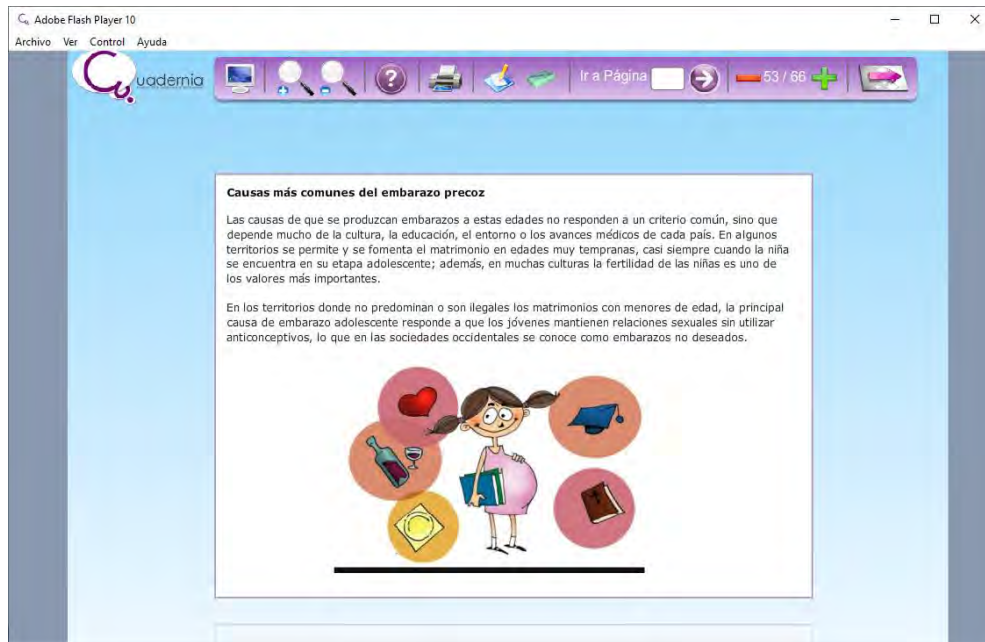 Adobe Flash Player 10
Archivo Ver Control Ayuda
Cuadernia
Ir a Página
53 / 66
Causas más comunes del embarazo precoz
Las causas de que se produzcan embarazos a estas edades no responden a un criterio común, sino que
depende mucho de la cultura, la educación, el entorno o los avances médicos de cada país. En algunos
territorios se permite y se fomenta el matrimonio en edades muy tempranas, casi siempre cuando la niña
se encuentra en su etapa adolescente; además, en muchas culturas la fertilidad de las niñas es uno de
los valores más importantes.
En los territorios donde no predominan o son ilegales los matrimonios con menores de edad, la principal
causa de embarazo adolescente responde a que los jóvenes mantienen relaciones sexuales sin utilizar
anticonceptivos, lo que en las sociedades occidentales se conoce como embarazos no deseados.